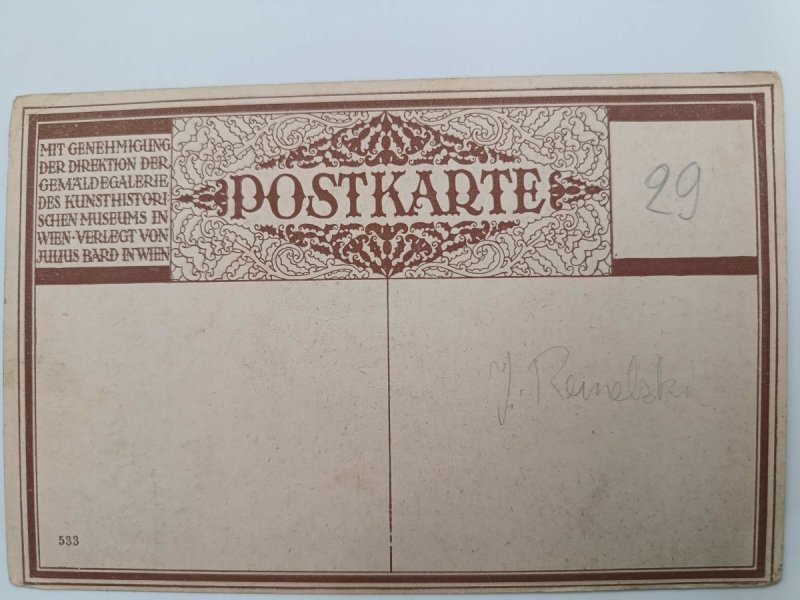 MIT GENEHMIGUNG
DER DIREKTION DER
GEMÄLDEGALERIE
DES KUNSTHISTORI
SCHEN MUSEUMS IN
WIEN·VERLEGT VON
JULIUS BARD IN WIEN
POSTKARTE
29
J.
533